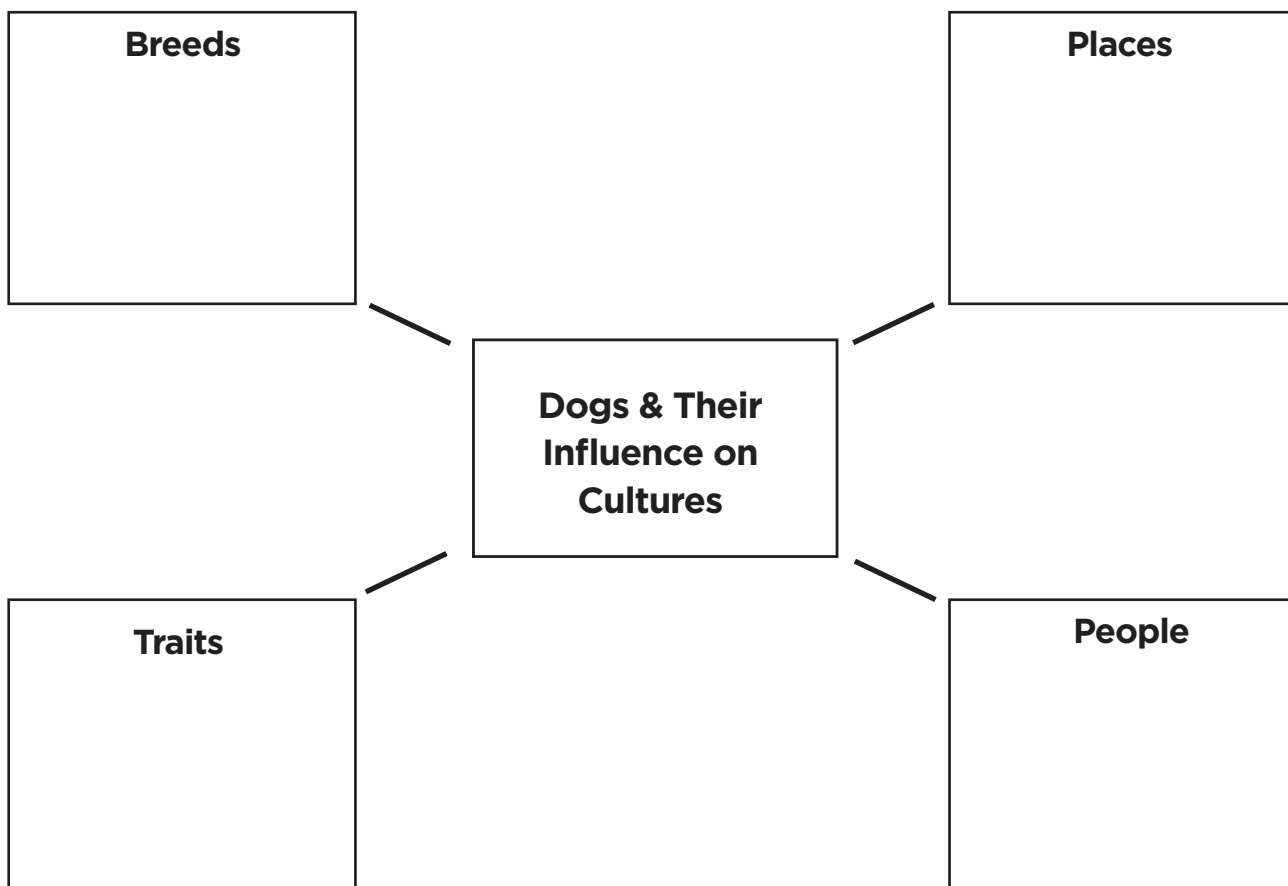 Breeds
Places
Dogs & Their
Influence on
Cultures
Traits
People